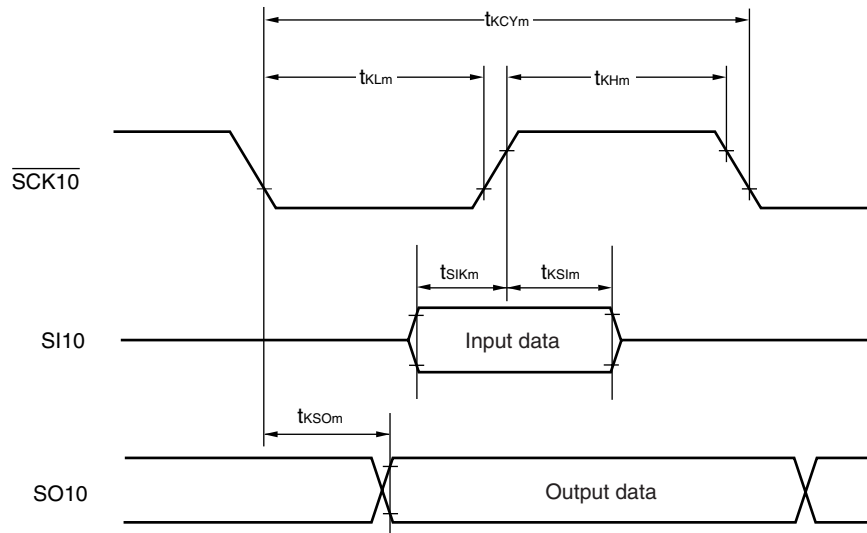 tKCYm
tKLm
tKHm
SCK10
tSIKm
tKSIm
SI10
Input data
tKSOm
SO10
Output data